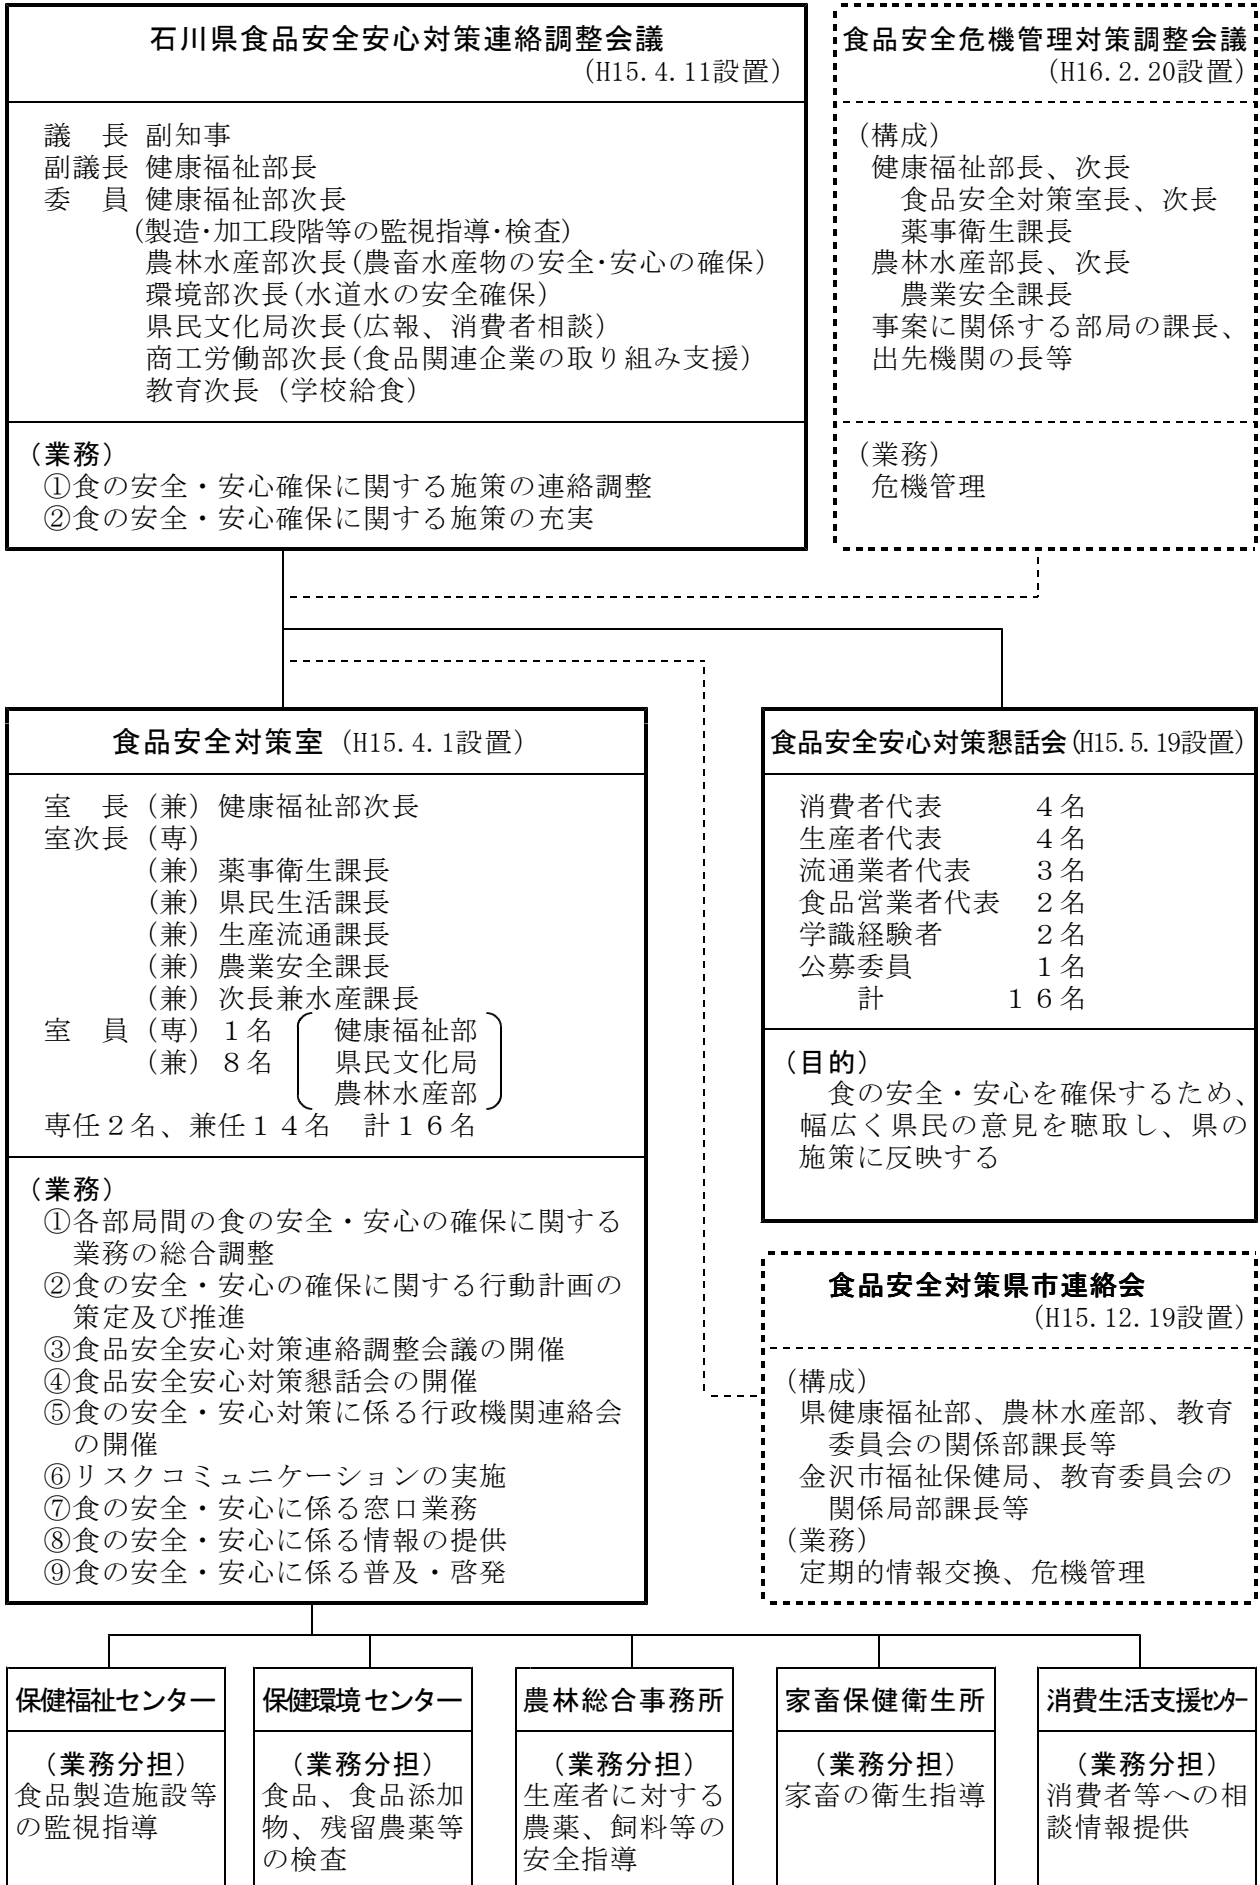 石川県食品安全安心対策連絡調整会議
(H15.4.11設置)
議　長 副知事
副議長 健康福祉部長
委　員 健康福祉部次長
(製造・加工段階等の監視指導・検査)
農林水産部次長(農畜水産物の安全・安心の確保)
環境部次長(水道水の安全確保)
県民文化局次長(広報、消費者相談)
商工労働部次長(食品関連企業の取り組み支援)
教育次長 (学校給食)
(業務)
①食の安全・安心確保に関する施策の連絡調整
②食の安全・安心確保に関する施策の充実
食品安全危機管理対策調整会議
(H16.2.20設置)
(構成)
健康福祉部長、次長
食品安全対策室長、次長
薬事衛生課長
農林水産部長、次長
農業安全課長
事案に関係する部局の課長、
出先機関の長等
(業務)
危機管理
食品安全対策室 (H15.4.1設置)
室　長 (兼) 健康福祉部次長
室次長 (専)
(兼) 薬事衛生課長
(兼) 県民生活課長
(兼) 生産流通課長
(兼) 農業安全課長
(兼) 次長兼水産課長
室　員 (専) １名 健康福祉部
(兼) ８名 県民文化局
農林水産部
専任２名、兼任１４名　計１６名
(業務)
①各部局間の食の安全・安心の確保に関する
業務の総合調整
②食の安全・安心の確保に関する行動計画の
策定及び推進
③食品安全安心対策連絡調整会議の開催
④食品安全安心対策懇話会の開催
⑤食の安全・安心対策に係る行政機関連絡会
の開催
⑥リスクコミュニケーションの実施
⑦食の安全・安心に係る窓口業務
⑧食の安全・安心に係る情報の提供
⑨食の安全・安心に係る普及・啓発
食品安全安心対策懇話会(H15.5.19設置)
消費者代表　４名
生産者代表　４名
流通業者代表　３名
食品営業者代表　２名
学識経験者　２名
公募委員　１名
計　１６名
(目的)
食の安全・安心を確保するため、
幅広く県民の意見を聴取し、県の
施策に反映する
食品安全対策県市連絡会
(H15.12.19設置)
(構成)
県健康福祉部、農林水産部、教育
委員会の関係部課長等
金沢市福祉保健局、教育委員会の
関係局部課長等
(業務)
定期的情報交換、危機管理
保健福祉センター
(業務分担)
食品製造施設等
の監視指導
保健環境センター
(業務分担)
食品、食品添加
物、残留農薬等
の検査
農林総合事務所
(業務分担)
生産者に対する
農薬、飼料等の
安全指導
家畜保健衛生所
(業務分担)
家畜の衛生指導
消費生活支援ｾﾝﾀｰ
(業務分担)
消費者等への相
談情報提供